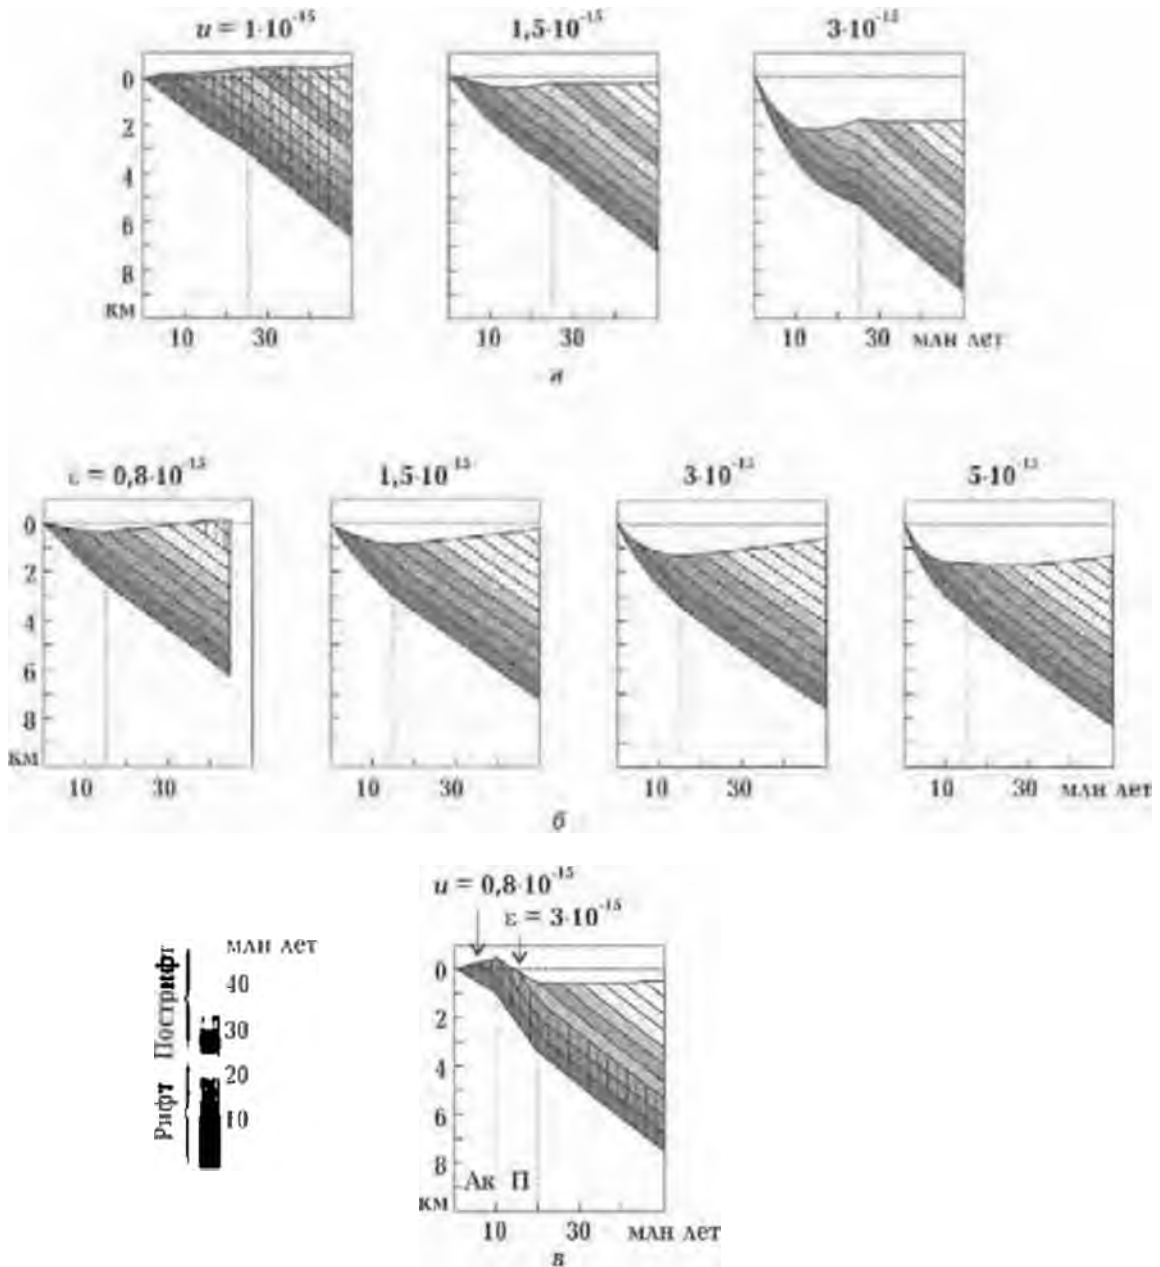 u = 1·10⁻¹⁵ 1,5·10⁻¹⁵ 3·10⁻¹⁵
0
2
4
6
8
км
10 30 10 30 10 30 млн лет
а
ε = 0,8·10⁻¹⁵ 1,5·10⁻¹⁵ 3·10⁻¹⁵ 5·10⁻¹⁵
0
2
4
6
8
км
10 30 10 30 10 30 10 30 млн лет
б
u = 0,8·10⁻¹⁵
ε = 3·10⁻¹⁵
млн лет
40
30
20
10
Пострифт
Рифт
0
2
4
6
8
км
Ак П
10 30 млн лет
в